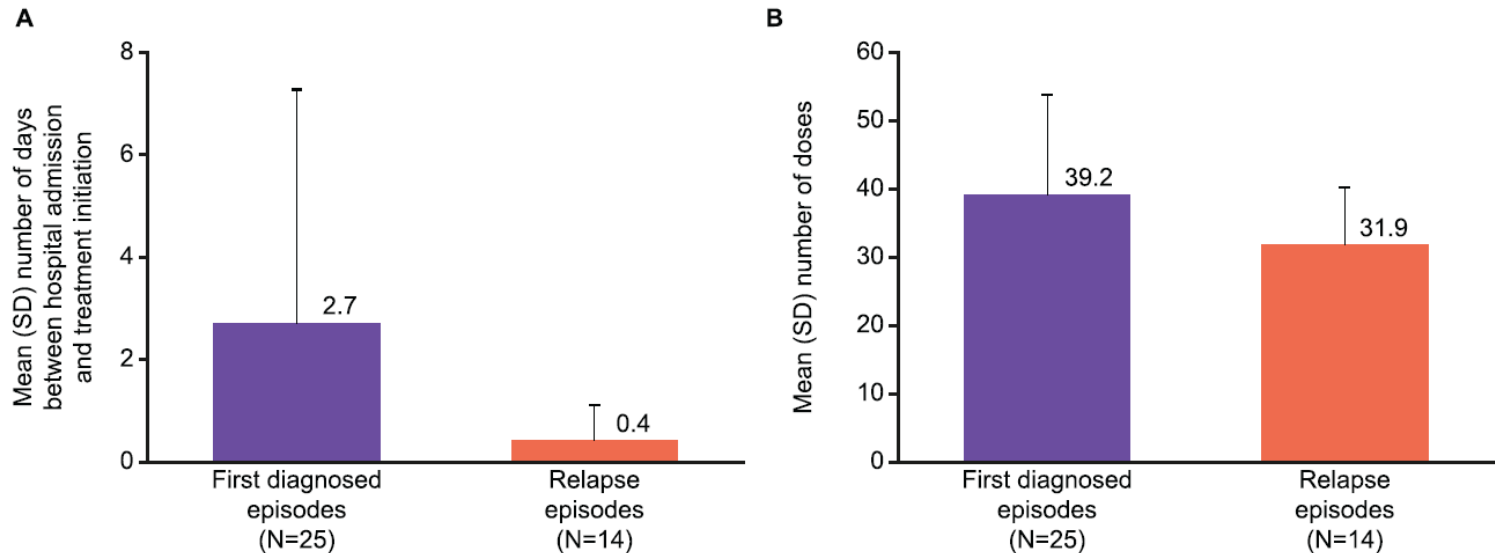 A
Mean (SD) number of days
between hospital admission
and treatment initiation
8
6
4
2
0
2.7
0.4
First diagnosed
episodes
(N=25)
Relapse
episodes
(N=14)
B
Mean (SD) number of doses
60
50
40
30
20
10
0
39.2
31.9
First diagnosed
episodes
(N=25)
Relapse
episodes
(N=14)